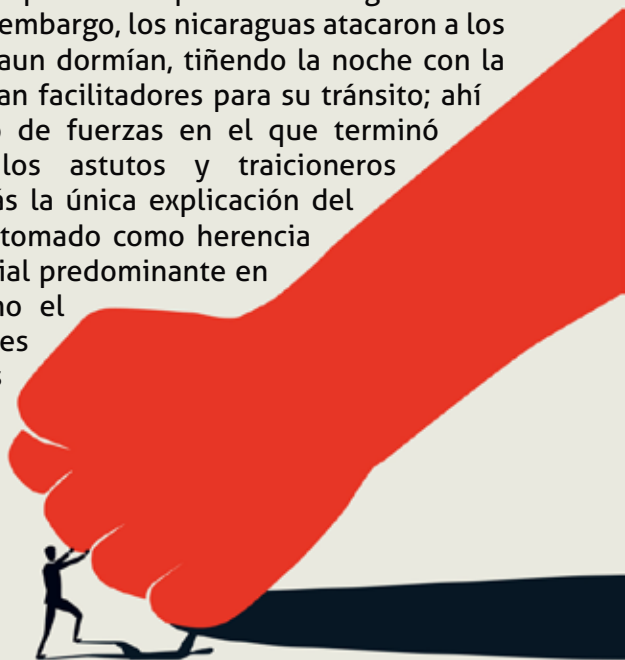 embargo, los nicaraguas atacaron a los
aun dormían, tiñendo la noche con la
an facilitadores para su tránsito; ahí
de fuerzas en el que terminó
los astutos y traicioneros
la única explicación del
tomado como herencia
ial predominante en
no el
es